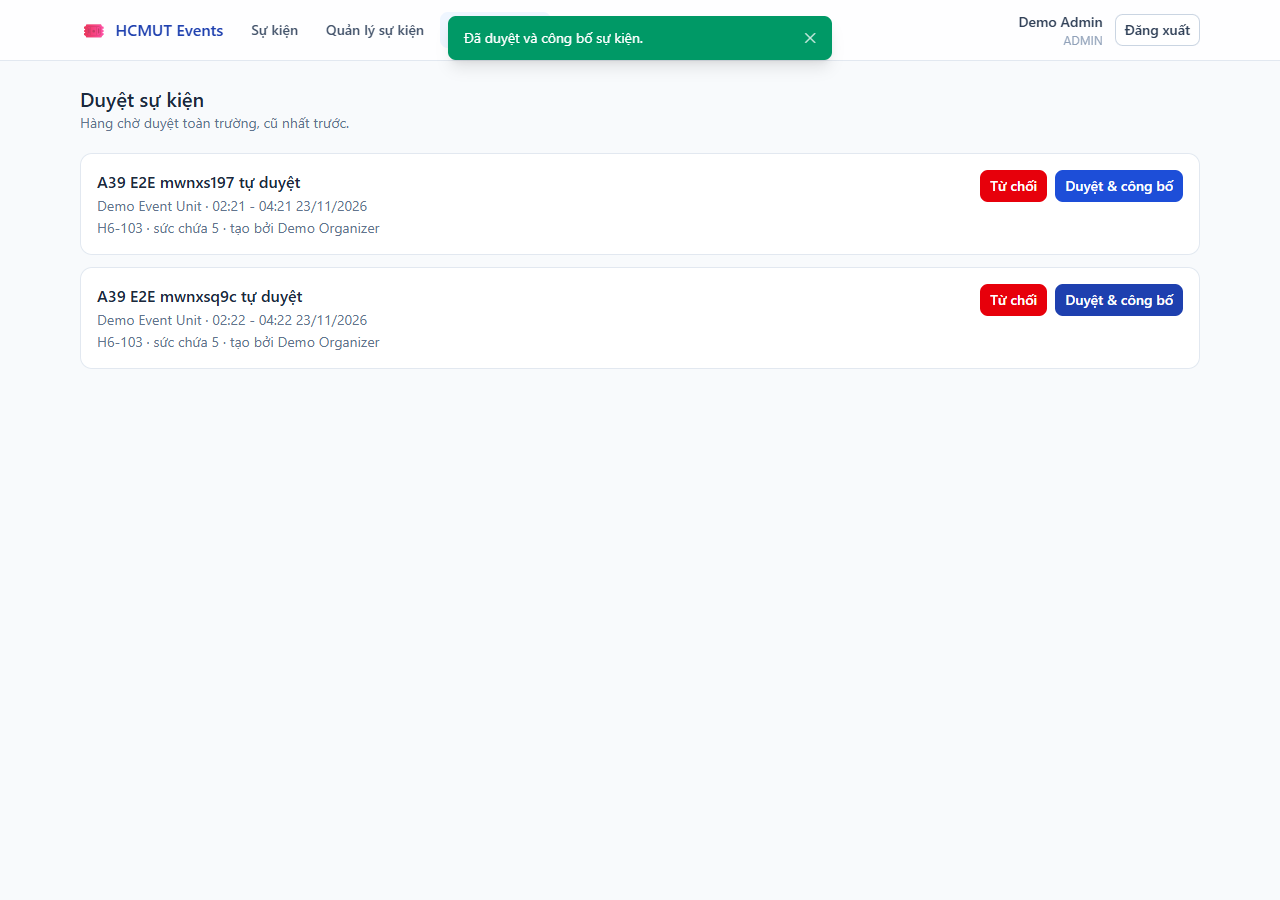 HCMUT Events
Sự kiện
Quản lý sự kiện
Đã duyệt và công bố sự kiện.
Demo Admin
ADMIN
Đăng xuất
Duyệt sự kiện
Hàng chờ duyệt toàn trường, cũ nhất trước.
A39 E2E mwnxs197 tự duyệt
Demo Event Unit · 02:21 - 04:21 23/11/2026
H6-103 · sức chứa 5 · tạo bởi Demo Organizer
Từ chối
Duyệt & công bố
A39 E2E mwnxsq9c tự duyệt
Demo Event Unit · 02:22 - 04:22 23/11/2026
H6-103 · sức chứa 5 · tạo bởi Demo Organizer
Từ chối
Duyệt & công bố